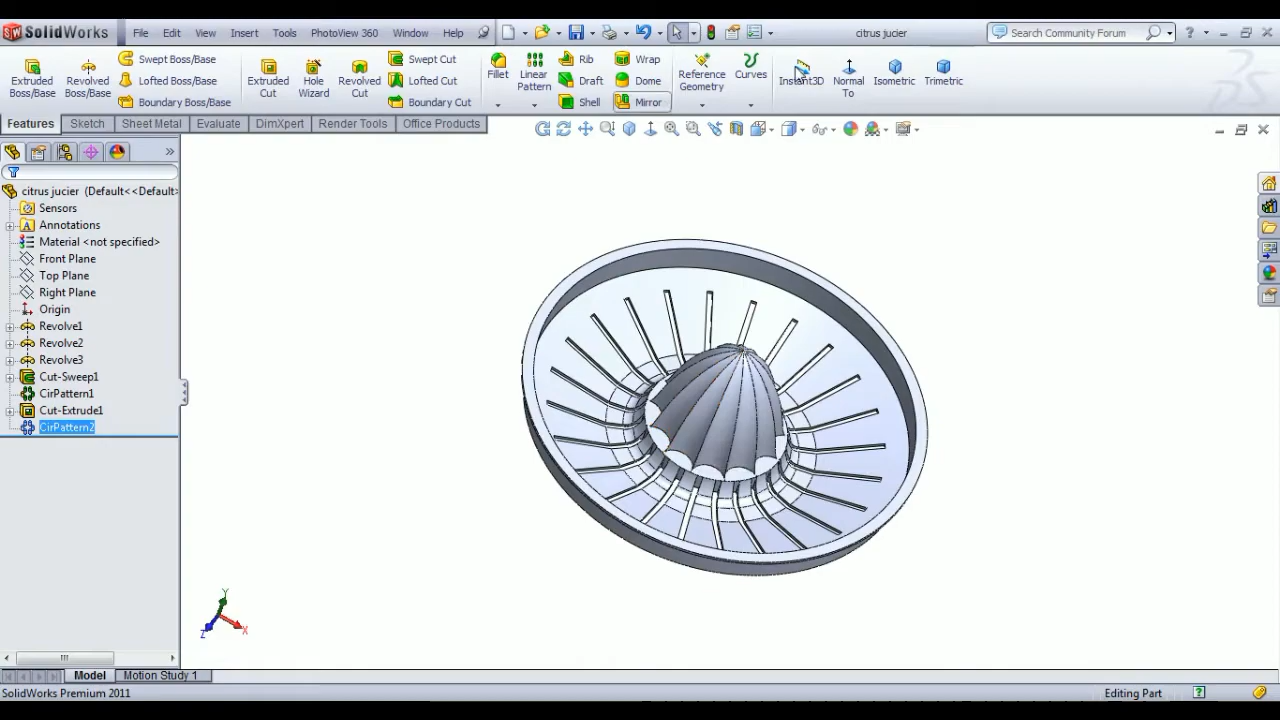 SolidWorks File Edit View Insert Tools PhotoView 360 Window Help citrus jucier Search Community Forum ?
Extruded Boss/Base
Revolved Boss/Base
Swept Boss/Base
Lofted Boss/Base
Boundary Boss/Base
Extruded Cut
Hole Wizard
Revolved Cut
Swept Cut
Lofted Cut
Boundary Cut
Fillet
Linear Pattern
Rib
Draft
Shell
Wrap
Dome
Mirror
Reference Geometry
Curves
Instant3D
Normal To
Isometric
Trimetric
Features Sketch Sheet Metal Evaluate DimXpert Render Tools Office Products
citrus jucier (Default<<Default>
Sensors
Annotations
Material <not specified>
Front Plane
Top Plane
Right Plane
Origin
Revolve1
Revolve2
Revolve3
Cut-Sweep1
CirPattern1
Cut-Extrude1
CirPattern2
Y
Z
X
Model Motion Study 1
SolidWorks Premium 2011 Editing Part ?